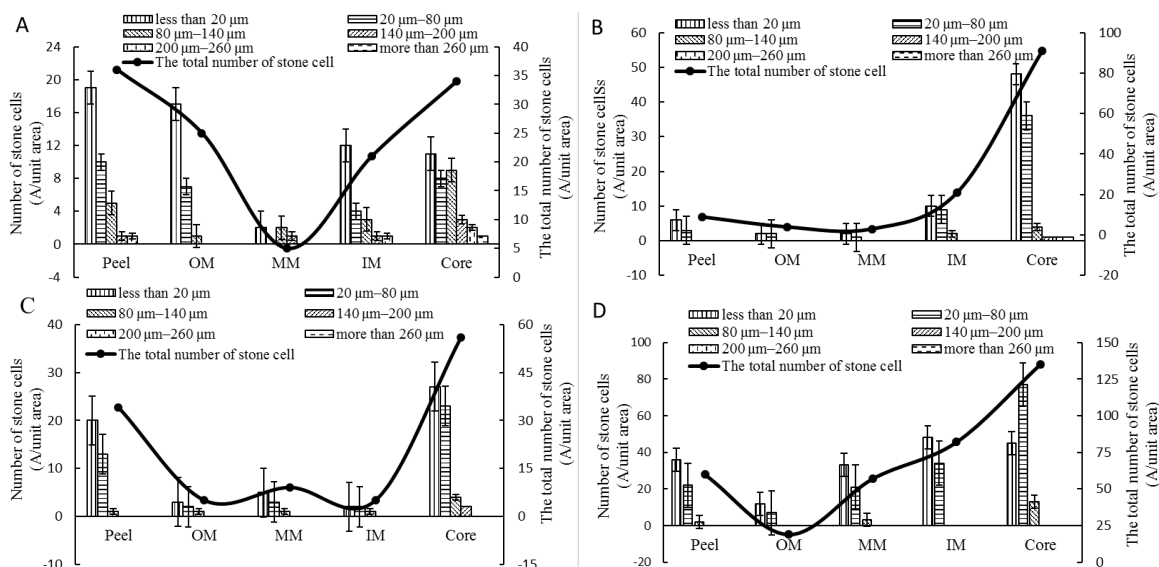 A
less than 20 μm
20 μm–80 μm
80 μm–140 μm
140 μm–200 μm
200 μm–260 μm
more than 260 μm
The total number of stone cell
Number of stone cells
(A/unit area)
24
20
16
12
8
4
0
-4
40
35
30
25
20
15
10
5
0
The total number of stone cells
(A/unit area)
Peel
OM
MM
IM
Core
B
less than 20 μm
20 μm–80 μm
80 μm–140 μm
140 μm–200 μm
200 μm–260 μm
more than 260 μm
The total number of stone cell
Number of stone cellSs
(A/unit area)
60
50
40
30
20
10
0
-10
100
80
60
40
20
0
-20
The total number of stone cells
(A/unit area)
Peel
OM
MM
IM
Core
C
less than 20 μm
20 μm–80 μm
80 μm–140 μm
140 μm–200 μm
200 μm–260 μm
more than 260 μm
The total number of stone cell
Number of stone cells
(A/unit area)
40
30
20
10
0
-10
60
45
30
15
0
-15
The total number of stone cells
(A/unit area)
Peel
OM
MM
IM
Core
D
less than 20 μm
20 μm–80 μm
80 μm–140 μm
140 μm–200 μm
200 μm–260 μm
more than 260 μm
The total number of stone cell
Number of stone cells
(A/unit area)
100
80
60
40
20
0
-20
150
125
100
75
50
25
0
The total number of stone cells
(A/unit area)
Peel
OM
MM
IM
Core